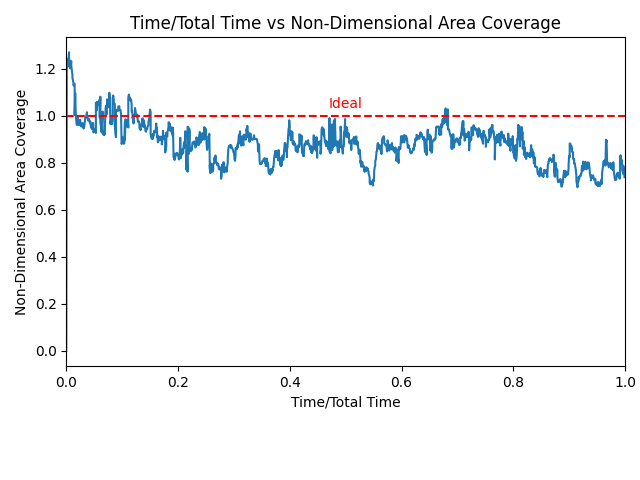 Time/Total Time vs Non-Dimensional Area Coverage
Non-Dimensional Area Coverage
1.2
1.0
0.8
0.6
0.4
0.2
0.0
Ideal
0.0 0.2 0.4 0.6 0.8 1.0
Time/Total Time